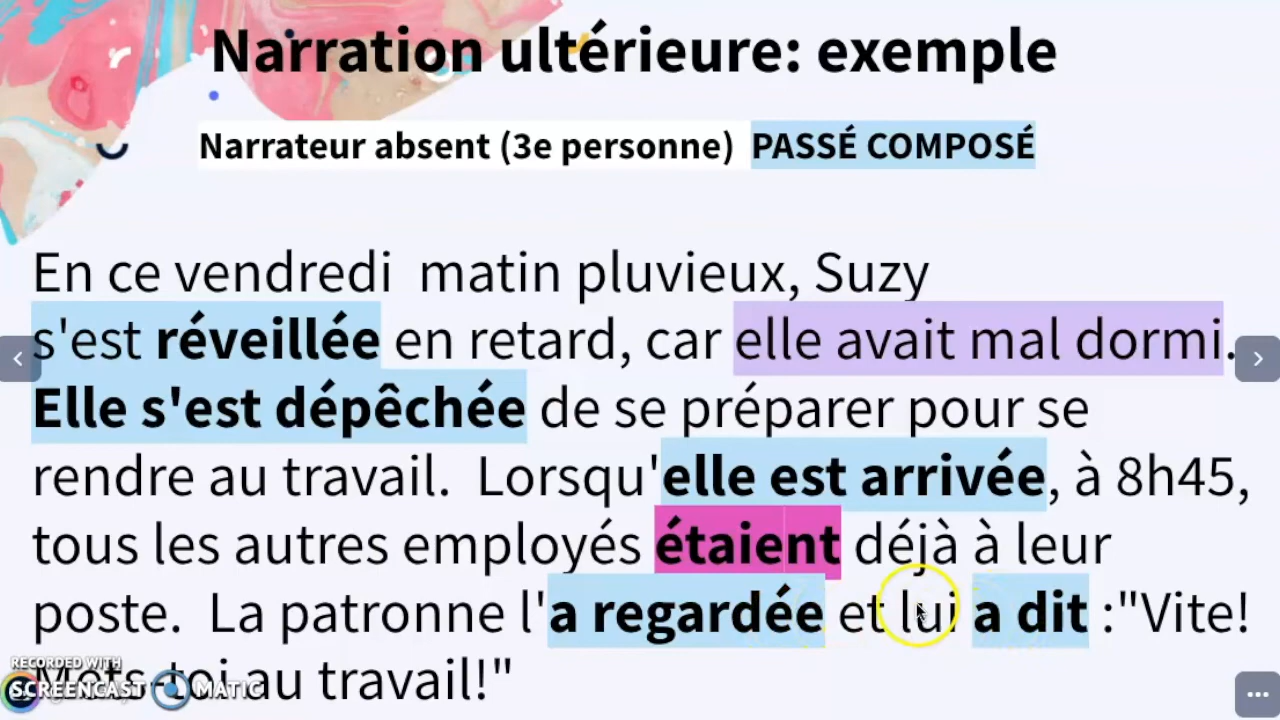 Narration ultérieure: exemple
Narrateur absent (3e personne) PASSÉ COMPOSÉ
En ce vendredi matin pluvieux, Suzy
s'est réveillée en retard, car elle avait mal dormi.
Elle s'est dépêchée de se préparer pour se
rendre au travail. Lorsqu'elle est arrivée, à 8h45,
tous les autres employés étaient déjà à leur
poste. La patronne l'a regardée et lui a dit :"Vite!
Mets-toi au travail!"
RECORDED WITH
SCREENCAST MATIC